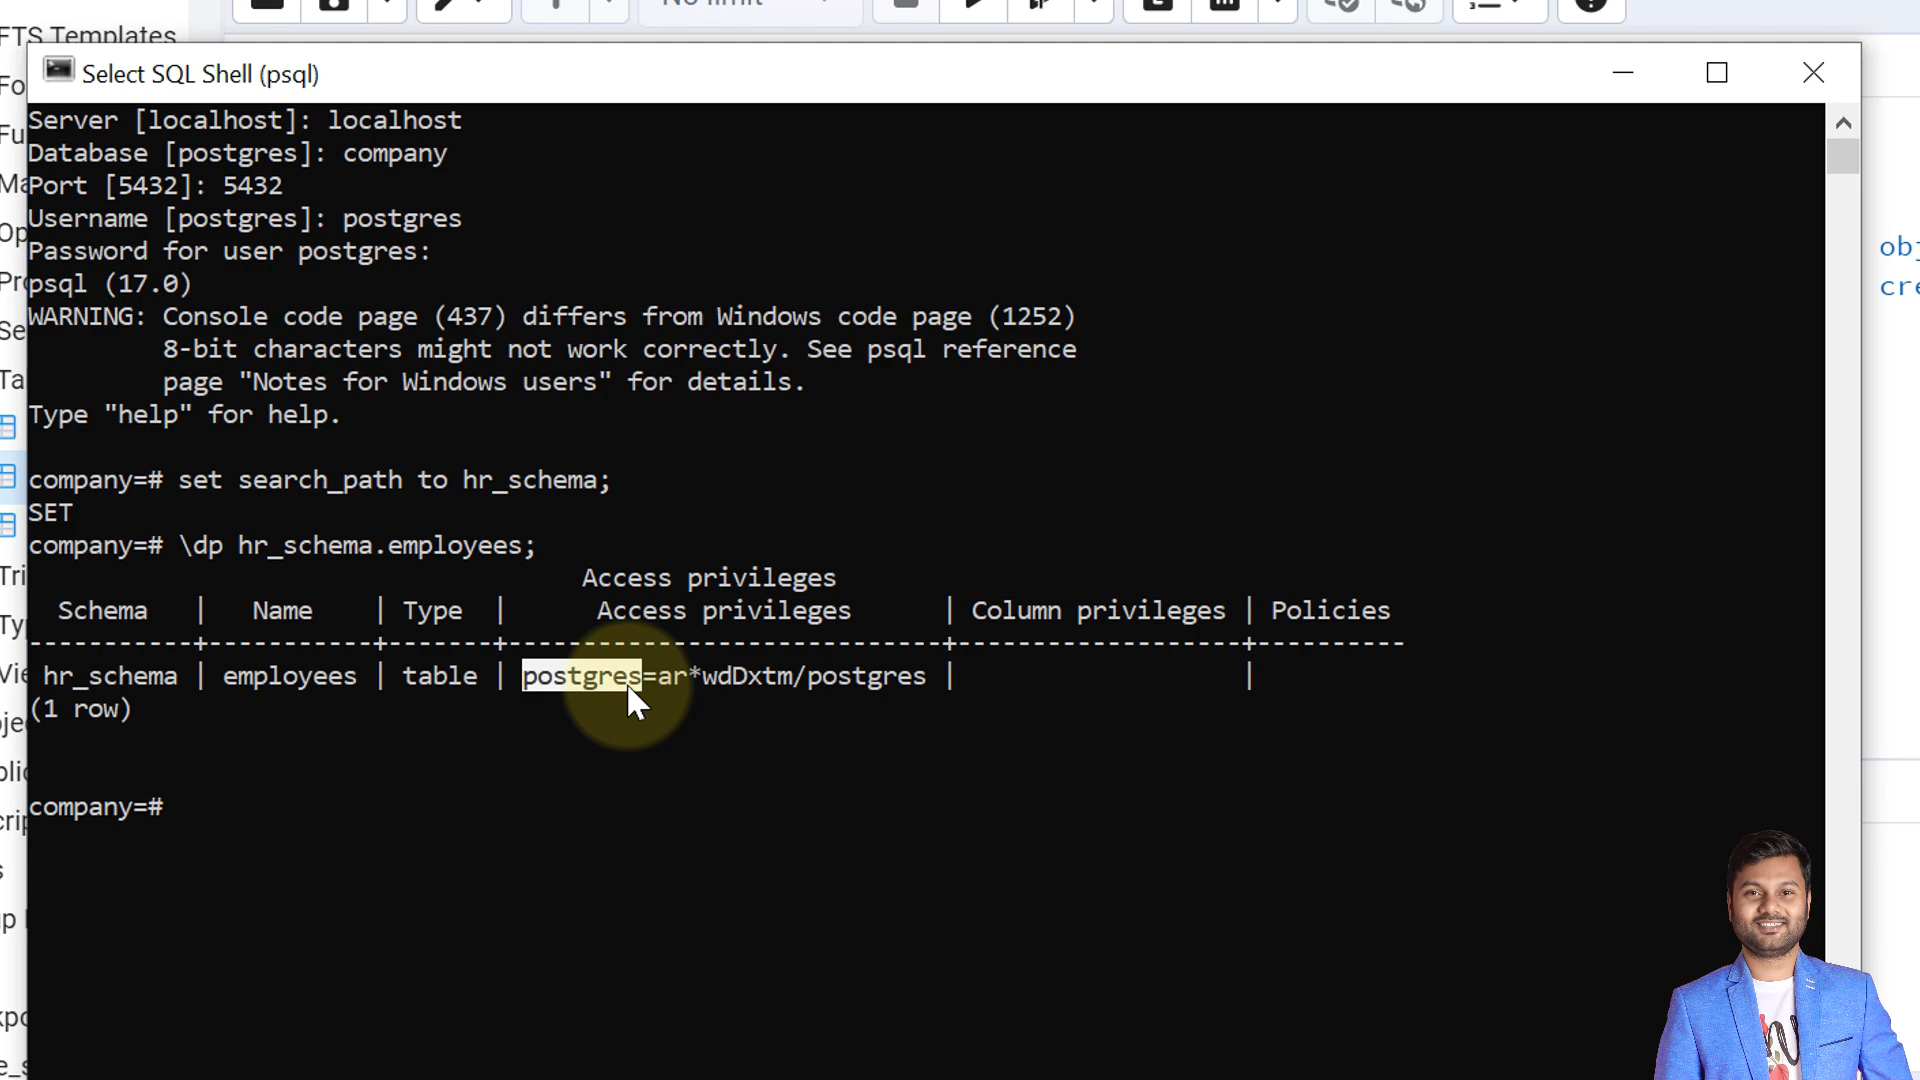 No limit
FTS Templates
Select SQL Shell (psql)
Server [localhost]: localhost
Database [postgres]: company
Port [5432]: 5432
Username [postgres]: postgres
Password for user postgres:
psql (17.0)
WARNING: Console code page (437) differs from Windows code page (1252)
8-bit characters might not work correctly. See psql reference
page "Notes for Windows users" for details.
Type "help" for help.
company=# set search_path to hr_schema;
SET
company=# \dp hr_schema.employees;
Access privileges
Schema | Name | Type | Access privileges | Column privileges | Policies
-----------+-----------+-------+-----------------------------+-------------------+----------
hr_schema | employees | table | postgres=ar*wdDxtm/postgres | |
(1 row)
company=#